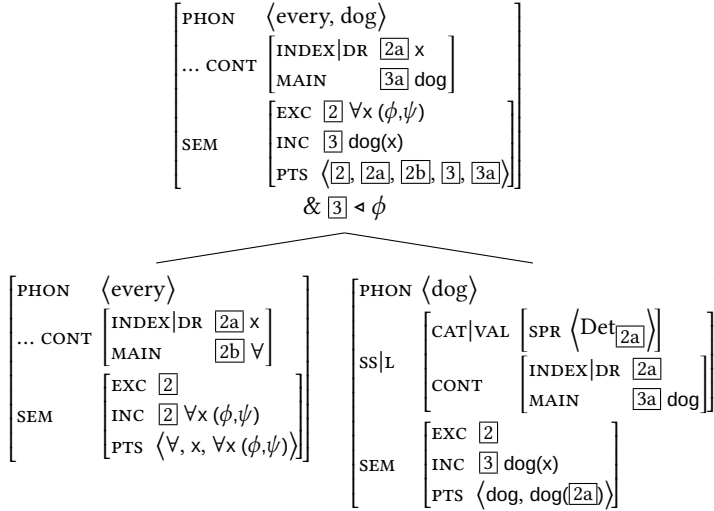 PHON ⟨every, dog⟩
... CONT [INDEX|DR [2a] x
MAIN [3a] dog]
SEM [EXC [2] ∀x (ϕ,ψ)
INC [3] dog(x)
PTS ⟨[2], [2a], [2b], [3], [3a]⟩]
& [3] ◃ ϕ
PHON ⟨every⟩
... CONT [INDEX|DR [2a] x
MAIN [2b] ∀]
SEM [EXC [2]
INC [2] ∀x (ϕ,ψ)
PTS ⟨∀, x, ∀x (ϕ,ψ)⟩]
PHON ⟨dog⟩
SS|L [CAT|VAL [SPR ⟨Det[2a]⟩]
CONT [INDEX|DR [2a]
MAIN [3a] dog]]
SEM [EXC [2]
INC [3] dog(x)
PTS ⟨dog, dog([2a])⟩]